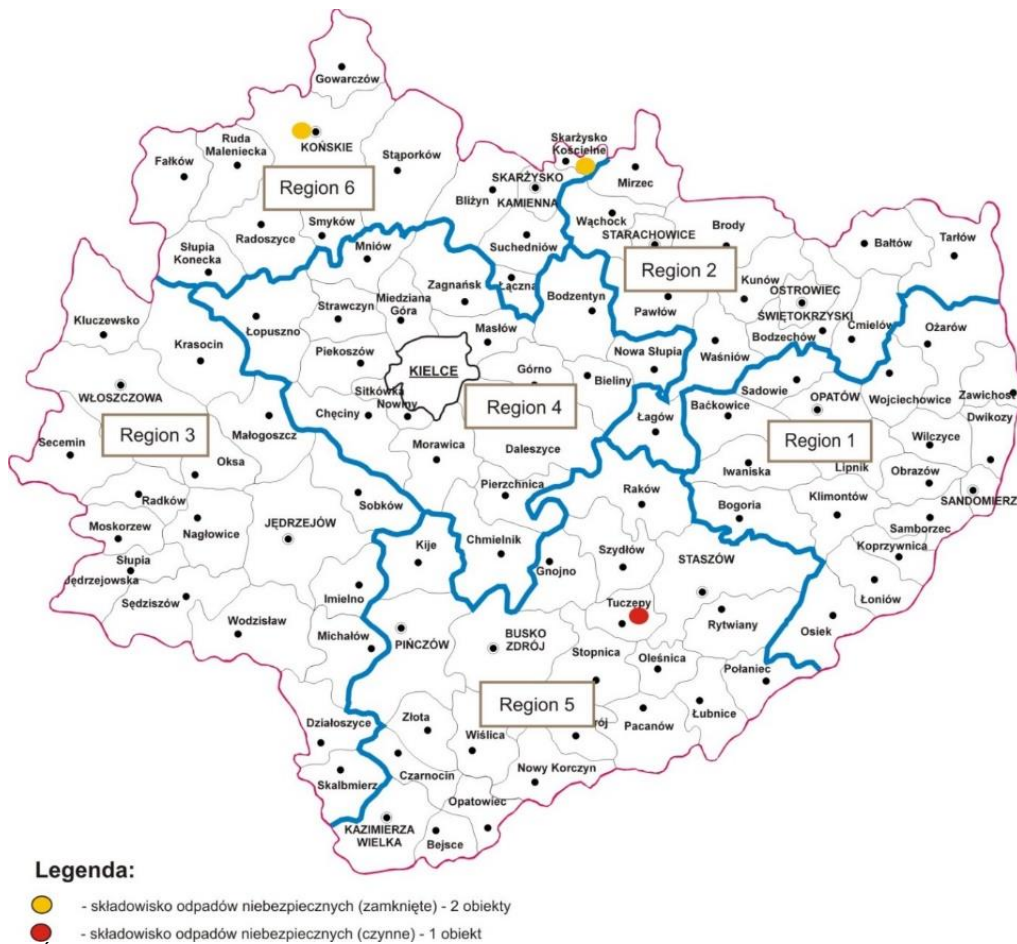 Gowarczów
KOŃSKIE
Ruda
Maleniecka
Fałków
Stąporków
Skarżysko
Kościelne
Mirzec
Region 6
SKARŻYSKO
KAMIENNA
Bliżyn
Wąchock
Brody
STARACHOWICE
Bałtów
Tarłów
Radoszyce
Smyków
Mniów
Suchedniów
Słupia
Konecka
Region 2
Kunów
OSTROWIEC
ŚWIĘTOKRZYSKI
Zagnańsk
Łączna
Bodzentyn
Pawłów
Bodzechów
Ćmielów
Ożarów
Kluczewsko
Strawczyn
Miedziana
Góra
Łopuszno
Masłów
Krasocin
Piekoszów
KIELCE
Nowa Słupia
Waśniów
Górno
Bieliny
Sadowie
WŁOSZCZOWA
Sitkówka
Nowiny
OPATÓW
Wojciechowice
Zawichost
Baćkowice
Dwikozy
Region 4
Chęciny
Łagów
Region 3
Małogoszcz
Region 1
Wilczyce
Secemin
Morawica
Daleszyce
Oksa
Iwaniska
Lipnik
Obrazów
Pierzchnica
Raków
Klimontów
SANDOMIERZ
Radków
Sobków
Bogoria
Samborzec
Moskorzew
Nagłowice
JĘDRZEJÓW
Kije
Chmielnik
Szydłów
STASZÓW
Koprzywnica
Słupia
Jędrzejowska
Gnojno
Łoniów
Sędziszów
Imielno
Tuczępy
Rytwiany
Osiek
Wodzisław
Michałów
PIŃCZÓW
BUSKO
ZDRÓJ
Stopnica
Oleśnica
Połaniec
Region 5
Łubnice
Działoszyce
Złota
Wiślica
rój
Pacanów
Skalbmierz
Czarnocin
Nowy Korczyn
Opatowiec
KAZIMIERZA
WIELKA
Bejsce
Legenda:
- składowisko odpadów niebezpiecznych (zamknięte) - 2 obiekty
- składowisko odpadów niebezpiecznych (czynne) - 1 obiekt